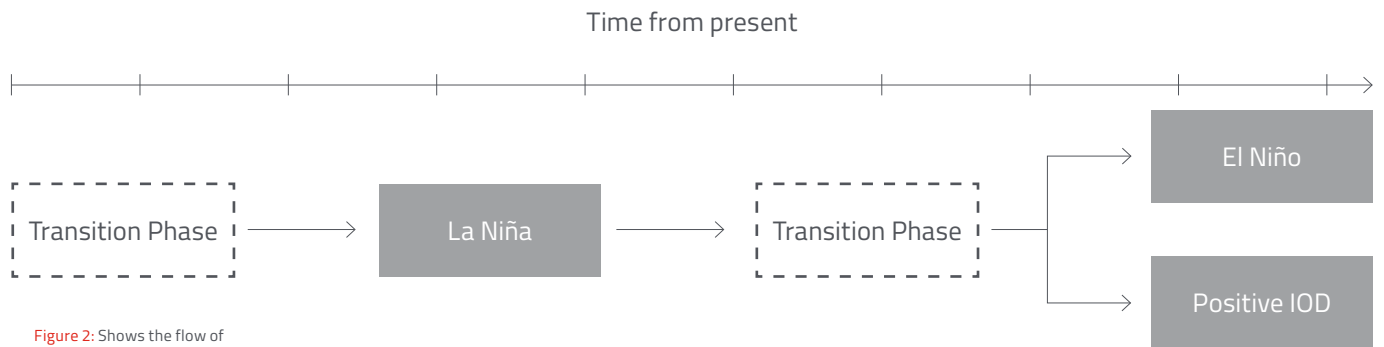 Time from present
El Niño
Transition Phase
La Niña
Transition Phase
Positive IOD
Figure 2: Shows the flow of